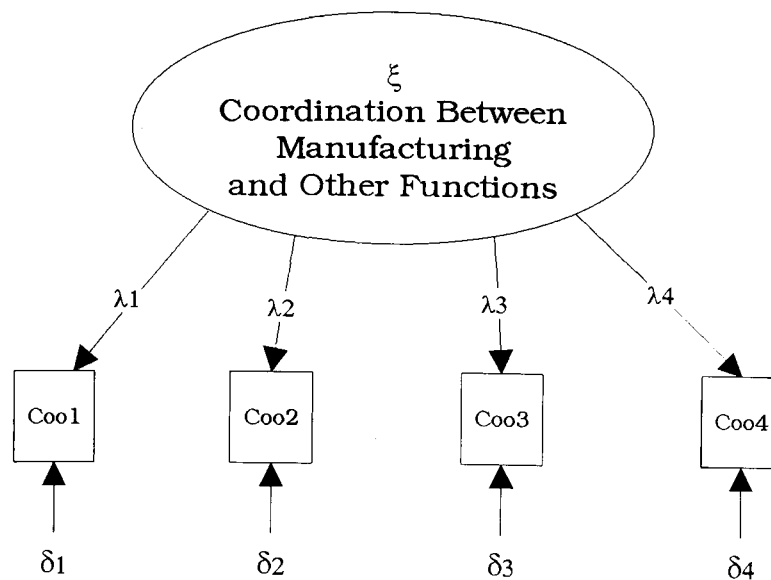 ξ
Coordination Between
Manufacturing
and Other Functions
λ1 λ2 λ3 λ4
Coo1 Coo2 Coo3 Coo4
δ1 δ2 δ3 δ4